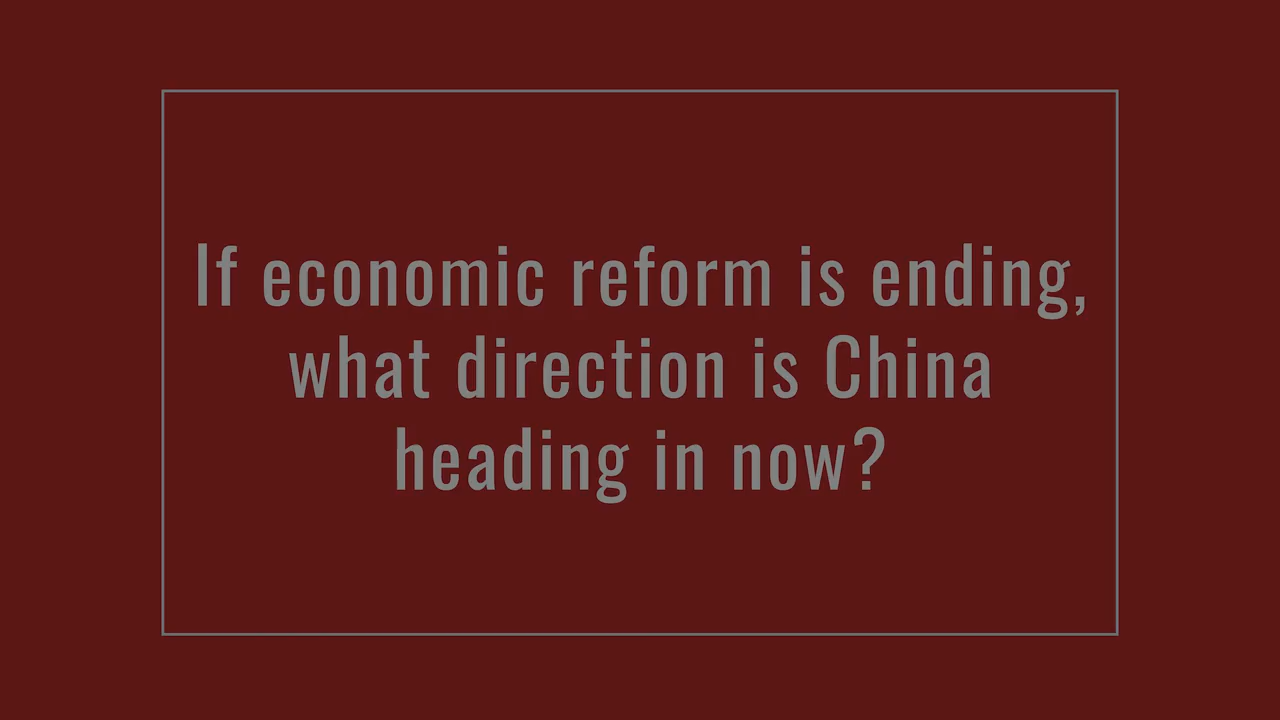 If economic reform is ending,
what direction is China
heading in now?